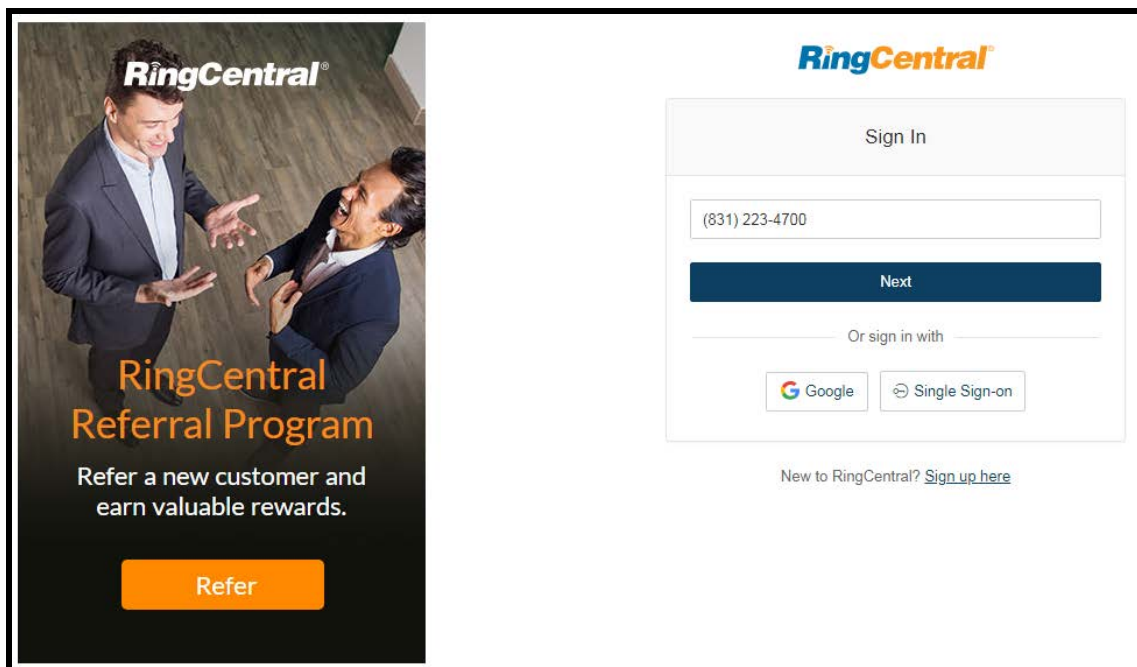 RingCentral®
RingCentral
Referral Program
Refer a new customer and
earn valuable rewards.
Refer
RingCentral®
Sign In
(831) 223-4700
Next
Or sign in with
Google
Single Sign-on
New to RingCentral? Sign up here